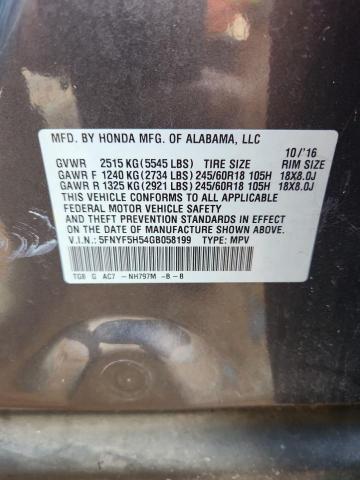 MFD. BY HONDA MFG. OF ALABAMA, LLC
10/'16
GVWR 2515 KG (5545 LBS) TIRE SIZE RIM SIZE
GAWR F 1240 KG (2734 LBS) 245/60R18 105H 18X8.0J
GAWR R 1325 KG (2921 LBS) 245/60R18 105H 18X8.0J
THIS VEHICLE CONFORMS TO ALL APPLICABLE
FEDERAL MOTOR VEHICLE SAFETY
AND THEFT PREVENTION STANDARDS IN EFFECT
ON THE DATE OF MANUFACTURE SHOWN ABOVE.
V.I.N.: 5FNYF5H54GB058199 TYPE: MPV
TG8 G AC7 -NH797M -B-B